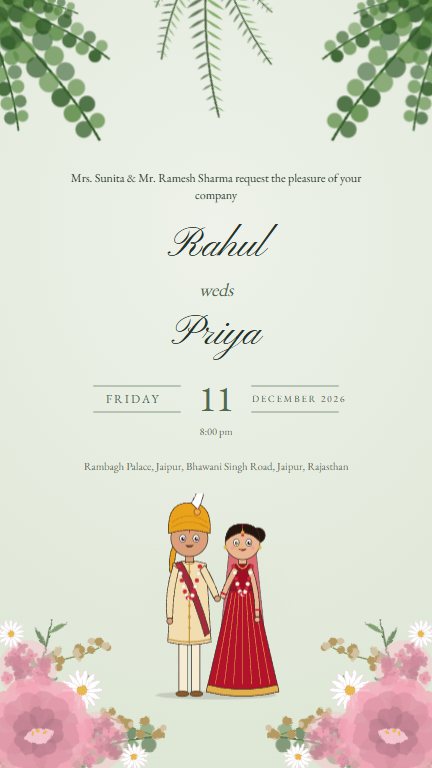 Mrs. Sunita & Mr. Ramesh Sharma request the pleasure of your
company
Rahul
weds
Priya
FRIDAY 11 DECEMBER 2026
8:00 pm
Rambagh Palace, Jaipur, Bhawani Singh Road, Jaipur, Rajasthan